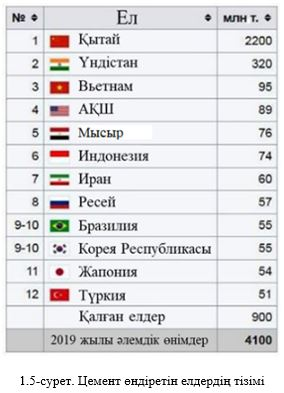 № Ел млн т.
1 Қытай 2200
2 Үндістан 320
3 Вьетнам 95
4 АҚШ 89
5 Мысыр 76
6 Индонезия 74
7 Иран 60
8 Ресей 57
9-10 Бразилия 55
9-10 Корея Республикасы 55
11 Жапония 54
12 Түркия 51
Қалған елдер 900
2019 жылы әлемдік өнімдер 4100
1.5-сурет. Цемент өндіретін елдердің тізімі